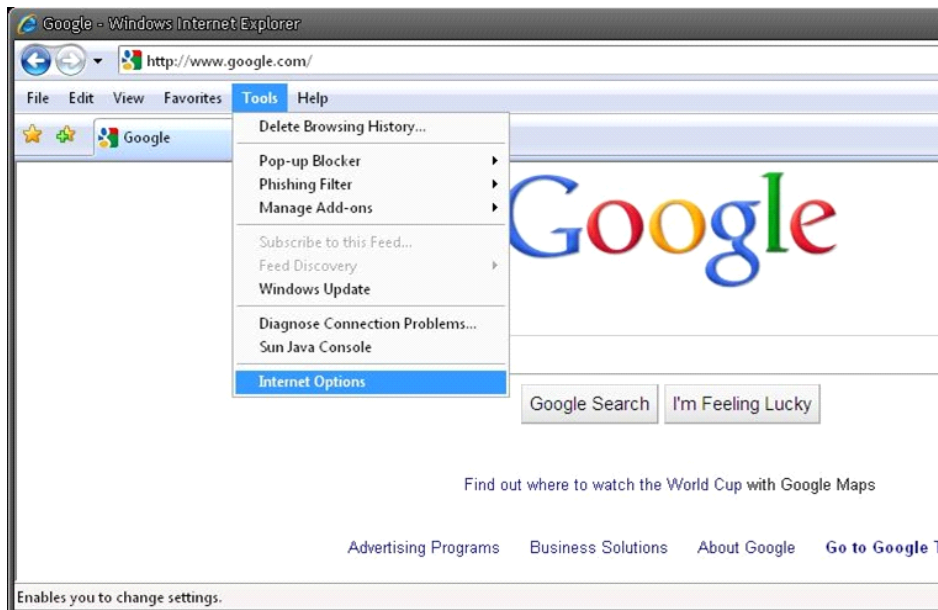 Google - Windows Internet Explorer
http://www.google.com/
File Edit View Favorites Tools Help
Google
Delete Browsing History...
Pop-up Blocker
Phishing Filter
Manage Add-ons
Subscribe to this Feed...
Feed Discovery
Windows Update
Diagnose Connection Problems...
Sun Java Console
Internet Options
Google
Google Search I'm Feeling Lucky
Find out where to watch the World Cup with Google Maps
Advertising Programs Business Solutions About Google Go to Google
Enables you to change settings.